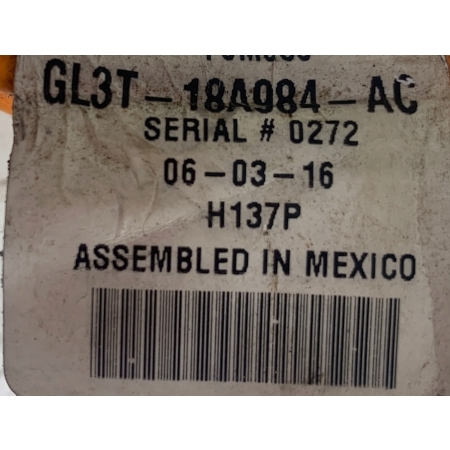 GL3T-18A984-AC
SERIAL # 0272
06-03-16
H137P
ASSEMBLED IN MEXICO